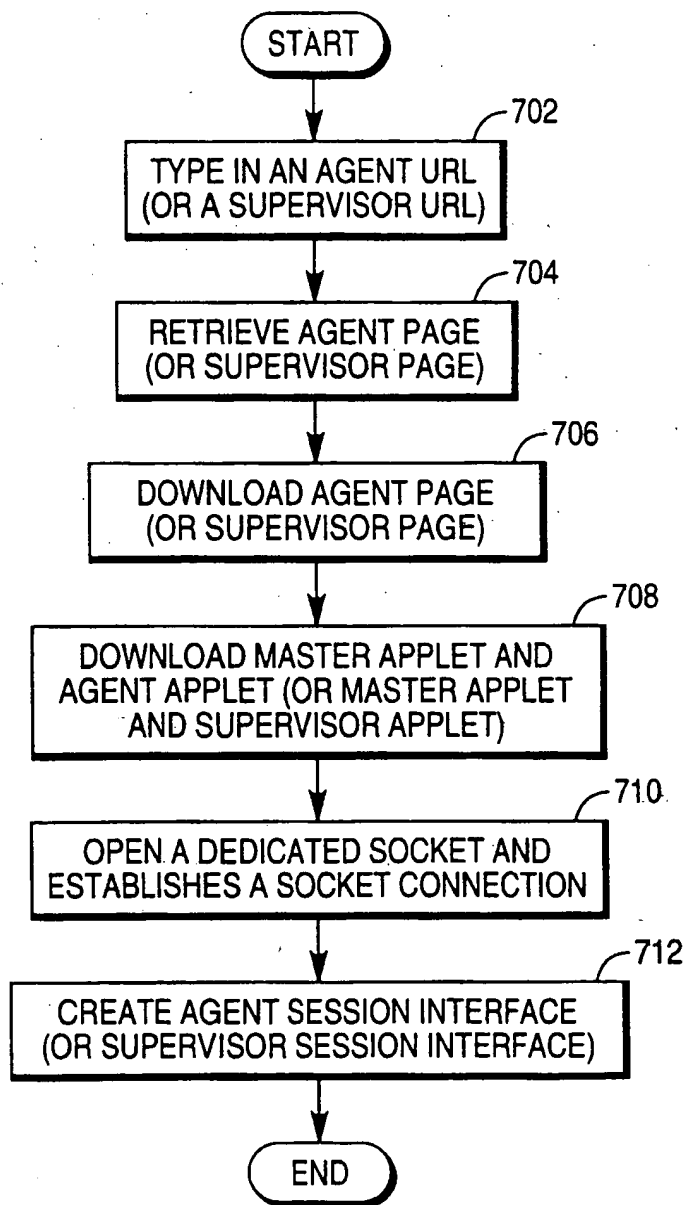 START
702
TYPE IN AN AGENT URL
(OR A SUPERVISOR URL)
704
RETRIEVE AGENT PAGE
(OR SUPERVISOR PAGE)
706
DOWNLOAD AGENT PAGE
(OR SUPERVISOR PAGE)
708
DOWNLOAD MASTER APPLET AND
AGENT APPLET (OR MASTER APPLET
AND SUPERVISOR APPLET)
710
OPEN A DEDICATED SOCKET AND
ESTABLISHES A SOCKET CONNECTION
712
CREATE AGENT SESSION INTERFACE
(OR SUPERVISOR SESSION INTERFACE)
END